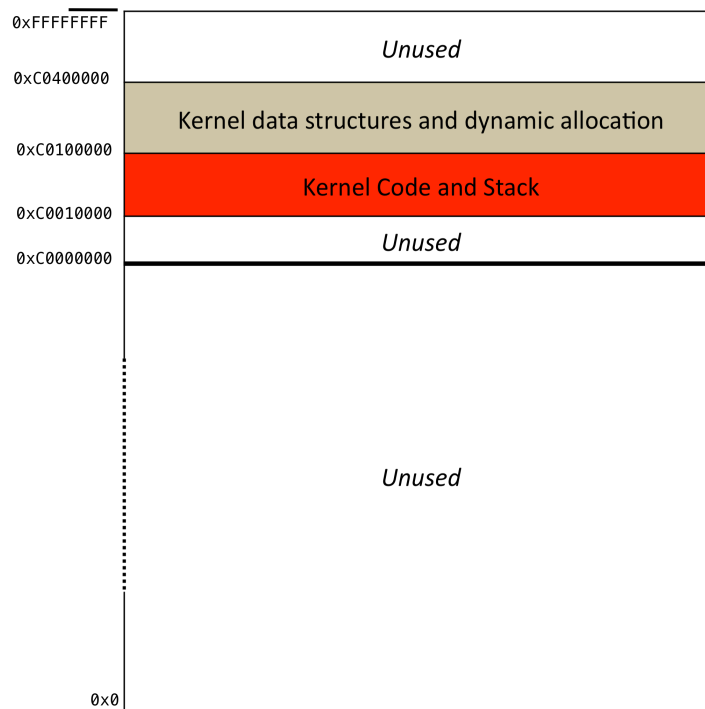 0xFFFFFFFF
Unused
0xC0400000
Kernel data structures and dynamic allocation
0xC0100000
Kernel Code and Stack
0xC0010000
Unused
0xC0000000
Unused
0x0